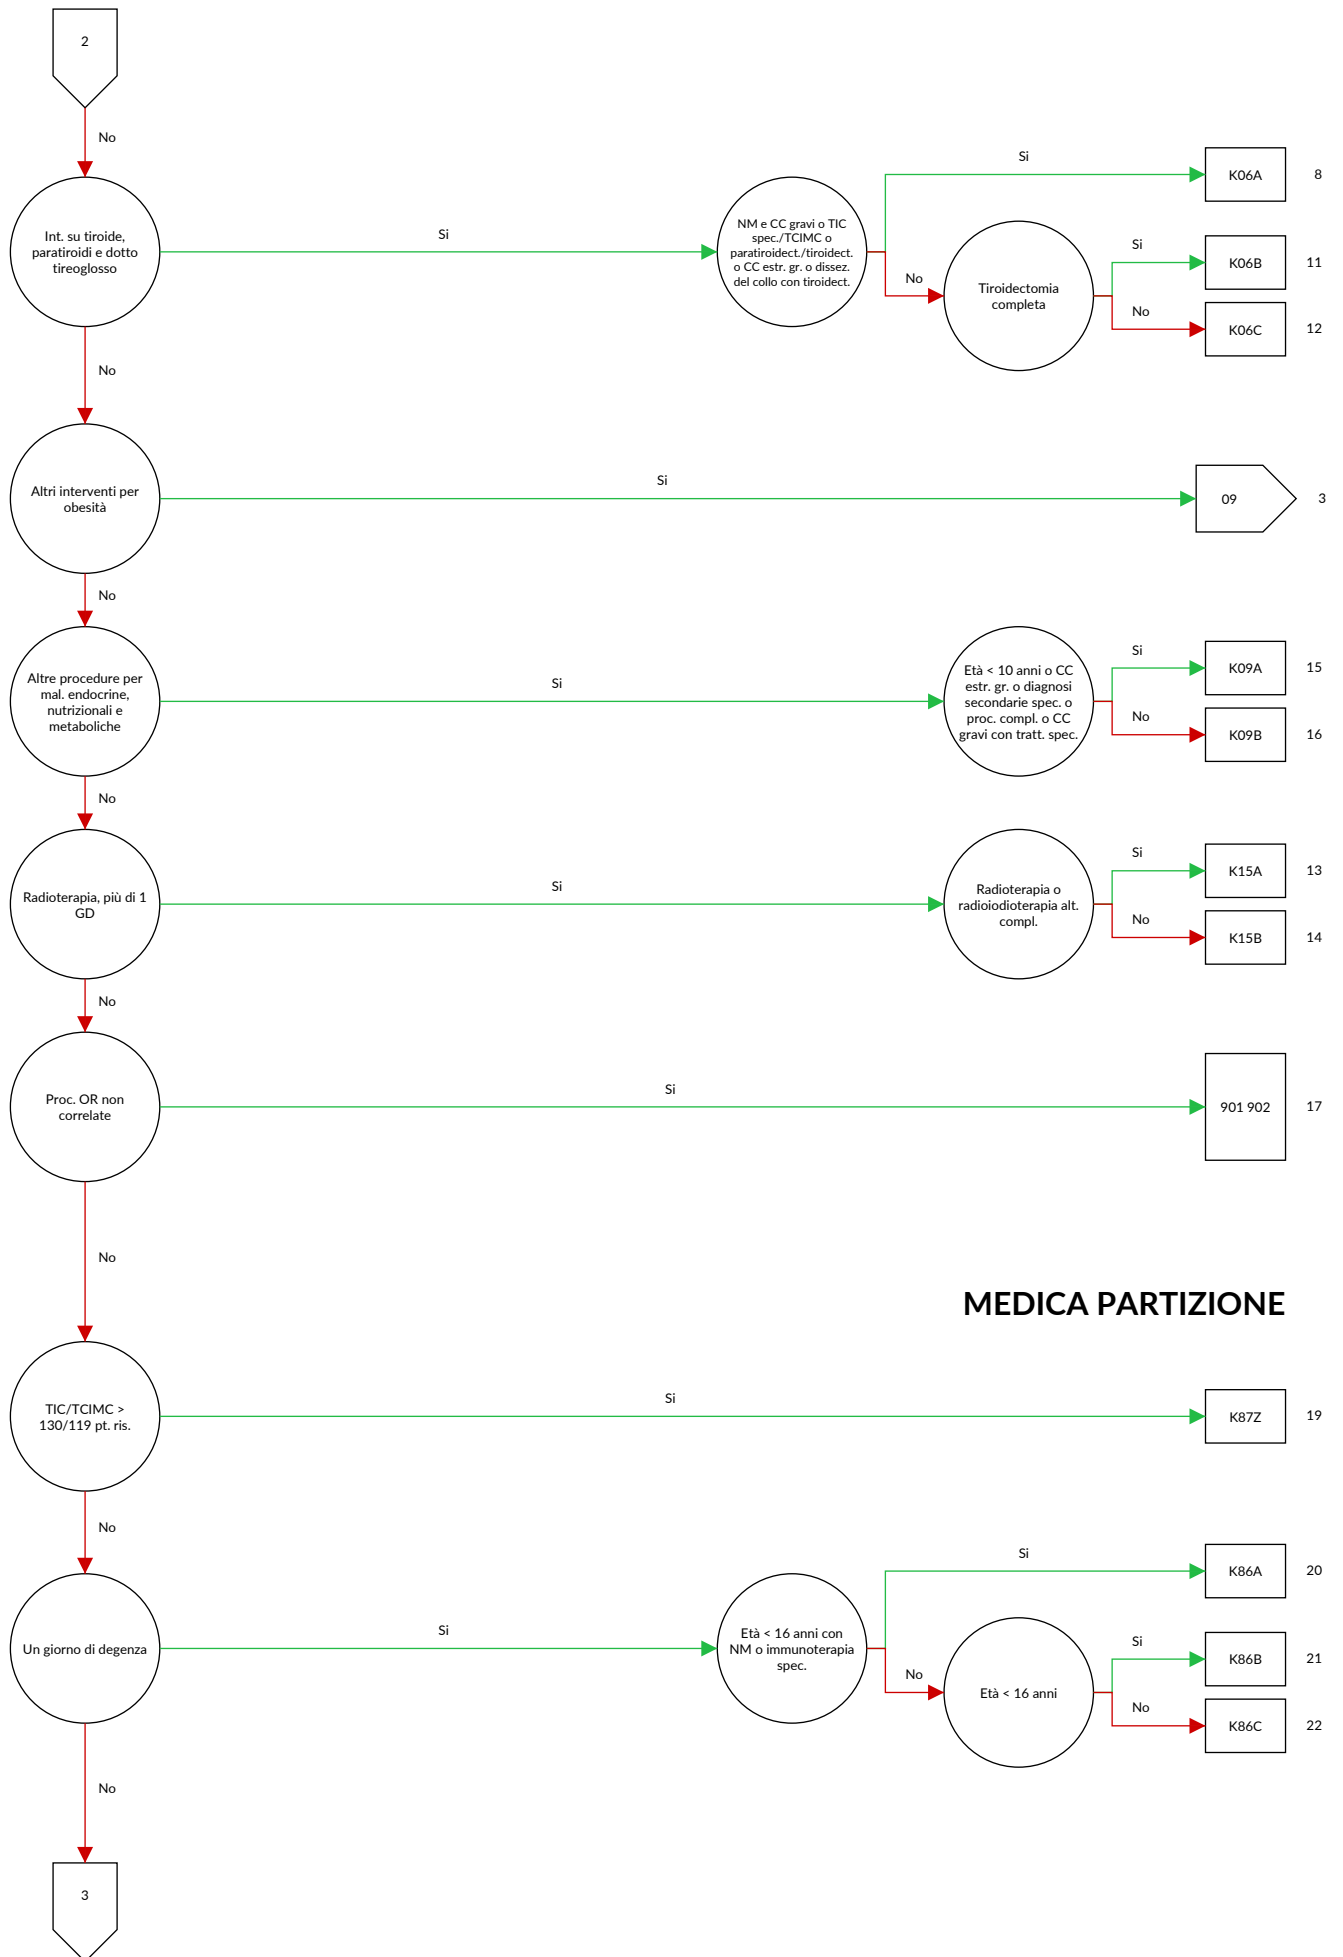 2
No
Int. su tiroide,
paratiroidi e dotto
tireoglosso
Si
NM e CC gravi o TIC
spec./TCIMC o
paratiroidect./tiroidect.
o CC estr. gr. o dissez.
del collo con tiroidect.
Si
K06A
8
No
Tiroidectomia
completa
Si
K06B
11
No
K06C
12
No
Altri interventi per
obesità
Si
09
3
No
Altre procedure per
mal. endocrine,
nutrizionali e
metaboliche
Si
Età < 10 anni o CC
estr. gr. o diagnosi
secondarie spec. o
proc. compl. o CC
gravi con tratt. spec.
Si
K09A
15
No
K09B
16
No
Radioterapia, più di 1
GD
Si
Radioterapia o
radioiodioterapia alt.
compl.
Si
K15A
13
No
K15B
14
No
Proc. OR non
correlate
Si
901 902
17
No
MEDICA PARTIZIONE
TIC/TCIMC >
130/119 pt. ris.
Si
K87Z
19
No
Un giorno di degenza
Si
Età < 16 anni con
NM o immunoterapia
spec.
Si
K86A
20
No
Età < 16 anni
Si
K86B
21
No
K86C
22
No
3